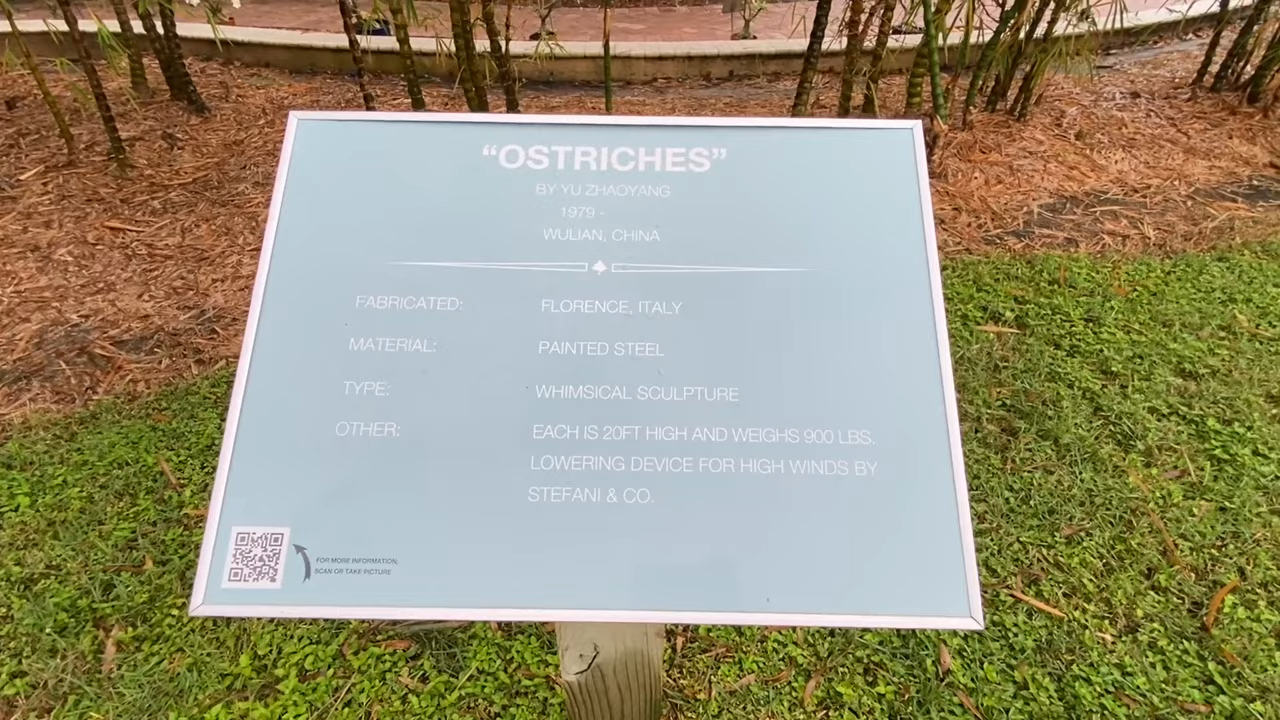 “OSTRICHES”
BY YU ZHAOYANG
1979 -
WULIAN, CHINA
FABRICATED: FLORENCE, ITALY
MATERIAL: PAINTED STEEL
TYPE: WHIMSICAL SCULPTURE
OTHER: EACH IS 20FT HIGH AND WEIGHS 900 LBS.
LOWERING DEVICE FOR HIGH WINDS BY
STEFANI & CO.
FOR MORE INFORMATION,
SCAN OR TAKE PICTURE